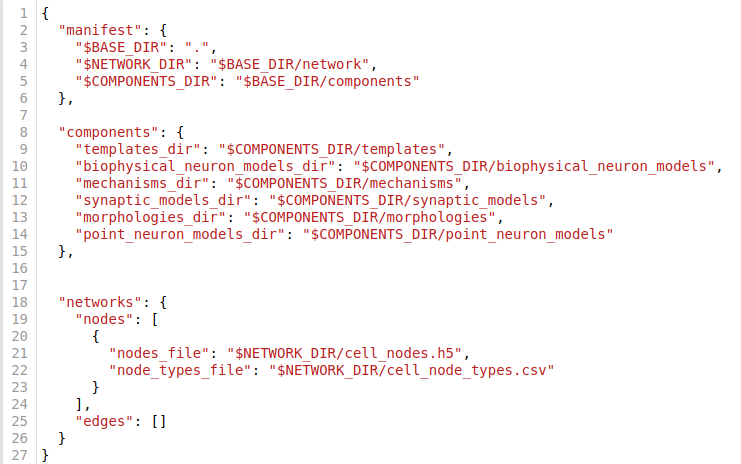 1 {
2   "manifest": {
3     "$BASE_DIR": ".",
4     "$NETWORK_DIR": "$BASE_DIR/network",
5     "$COMPONENTS_DIR": "$BASE_DIR/components"
6   },
7
8   "components": {
9     "templates_dir": "$COMPONENTS_DIR/templates",
10     "biophysical_neuron_models_dir": "$COMPONENTS_DIR/biophysical_neuron_models",
11     "mechanisms_dir": "$COMPONENTS_DIR/mechanisms",
12     "synaptic_models_dir": "$COMPONENTS_DIR/synaptic_models",
13     "morphologies_dir": "$COMPONENTS_DIR/morphologies",
14     "point_neuron_models_dir": "$COMPONENTS_DIR/point_neuron_models"
15   },
16
17
18   "networks": {
19     "nodes": [
20       {
21         "nodes_file": "$NETWORK_DIR/cell_nodes.h5",
22         "node_types_file": "$NETWORK_DIR/cell_node_types.csv"
23       }
24     ],
25     "edges": []
26   }
27 }